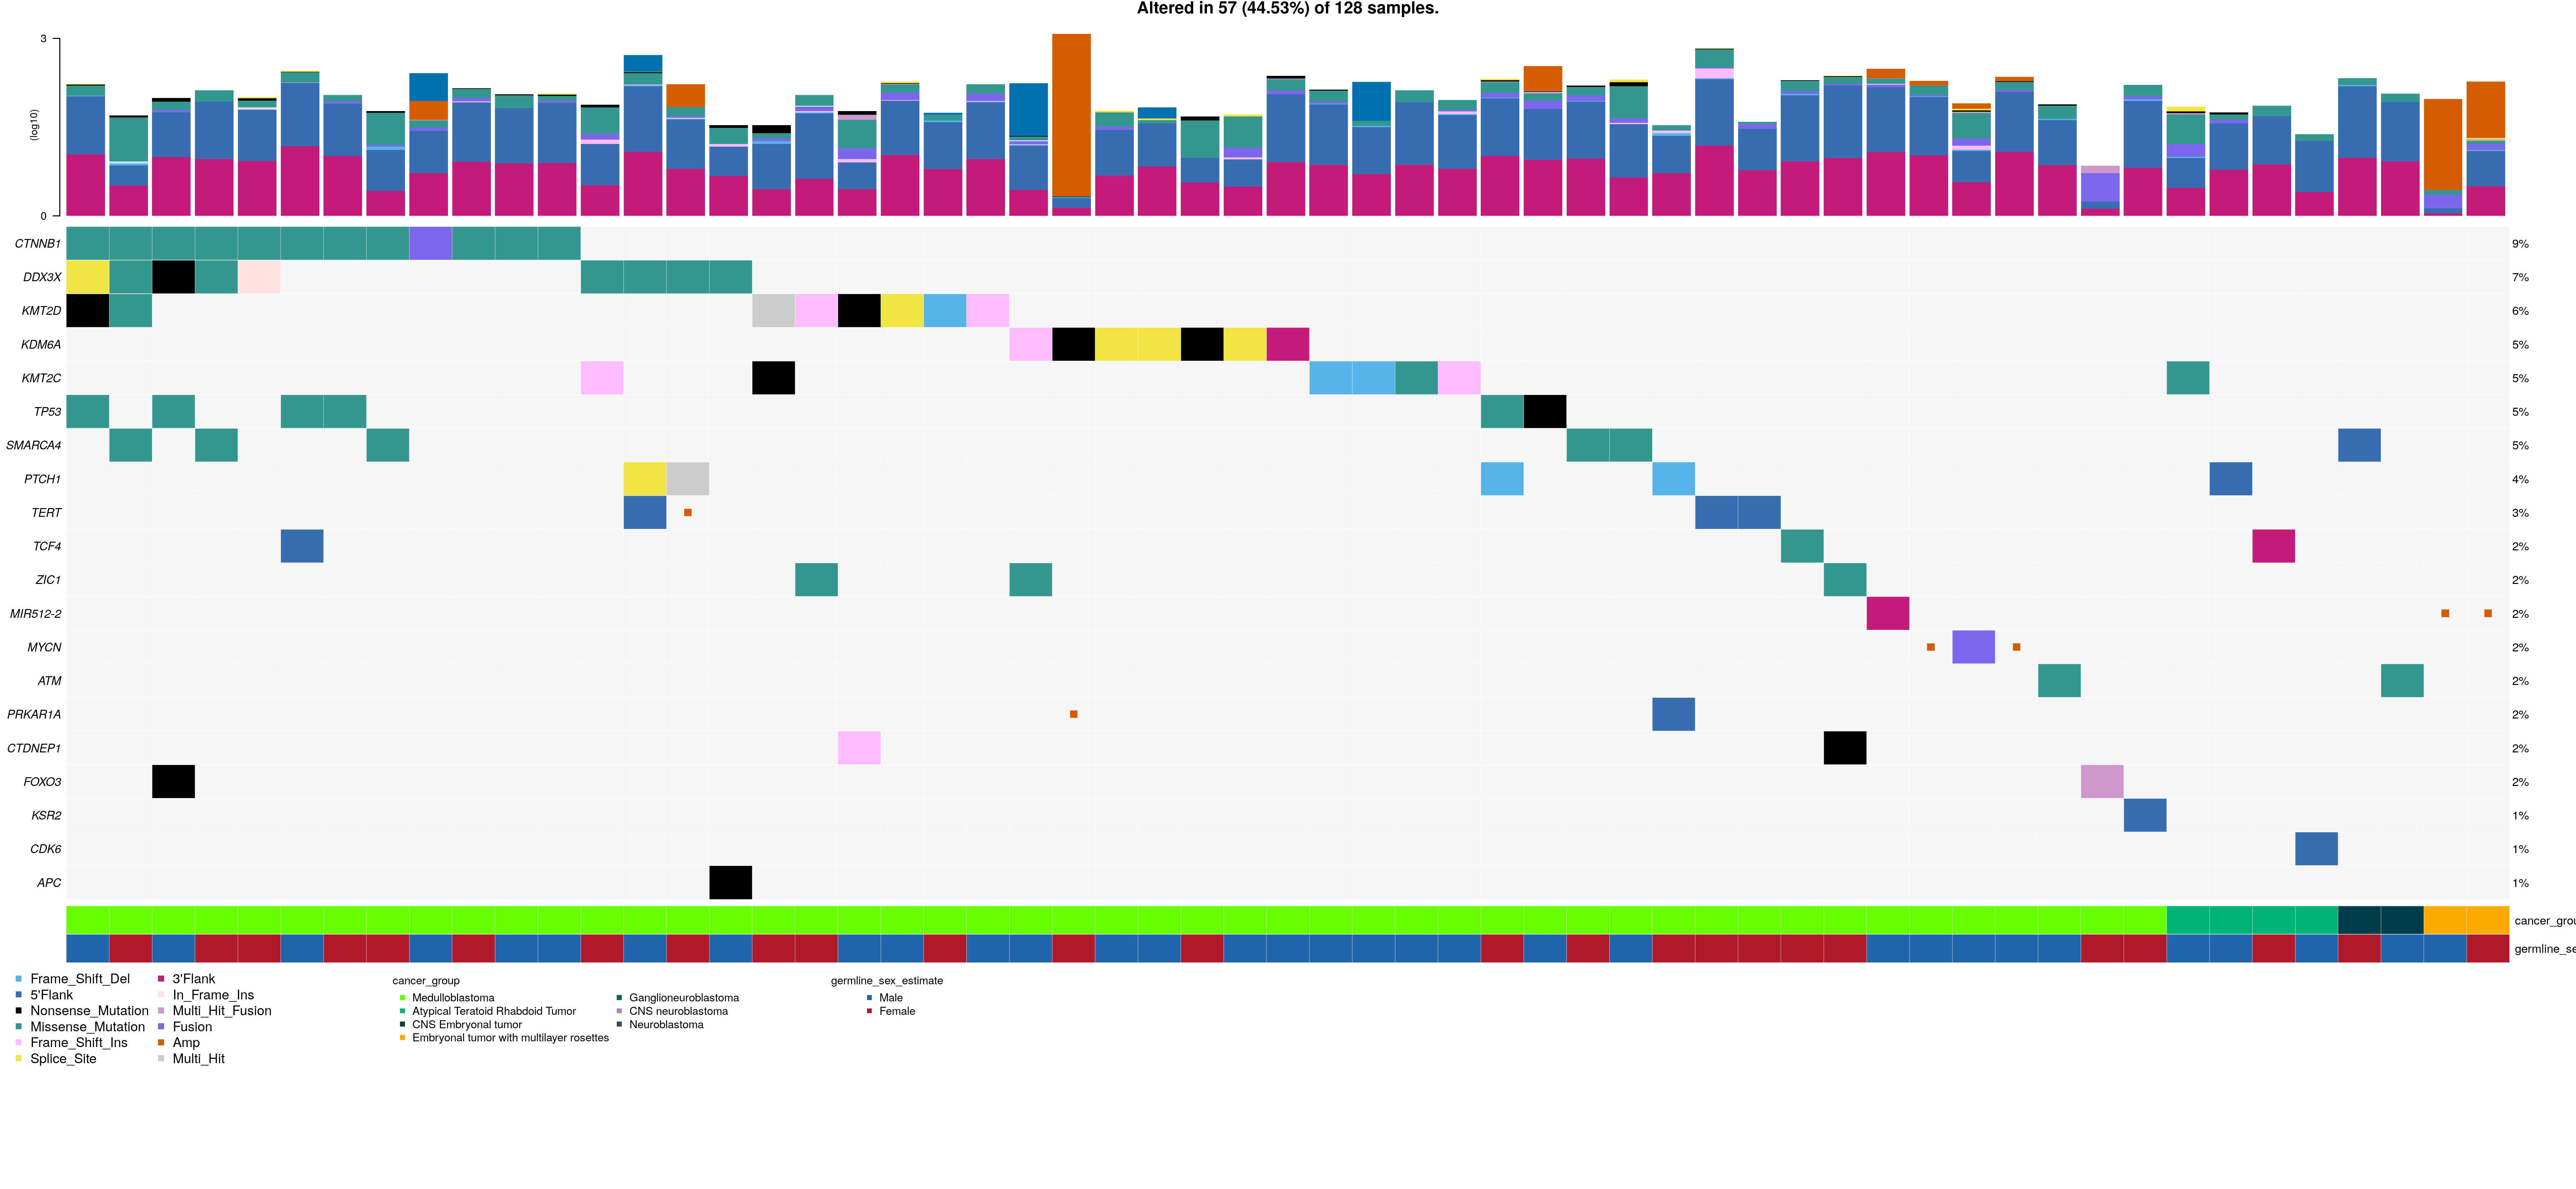 Altered in 57 (44.53%) of 128 samples.
3
(log10)
0
CTNNB1 9%
DDX3X 7%
KMT2D 6%
KDM6A 5%
KMT2C 5%
TP53 5%
SMARCA4 5%
PTCH1 4%
TERT 3%
TCF4 2%
ZIC1 2%
MIR512-2 2%
MYCN 2%
ATM 2%
PRKAR1A 2%
CTDNEP1 2%
FOXO3 2%
KSR2 1%
CDK6 1%
APC 1%
cancer_grou
germline_se
Frame_Shift_Del
5'Flank
Nonsense_Mutation
Missense_Mutation
Frame_Shift_Ins
Splice_Site
3'Flank
In_Frame_Ins
Multi_Hit_Fusion
Fusion
Amp
Multi_Hit
cancer_group
Medulloblastoma
Atypical Teratoid Rhabdoid Tumor
CNS Embryonal tumor
Embryonal tumor with multilayer rosettes
Ganglioneuroblastoma
CNS neuroblastoma
Neuroblastoma
germline_sex_estimate
Male
Female